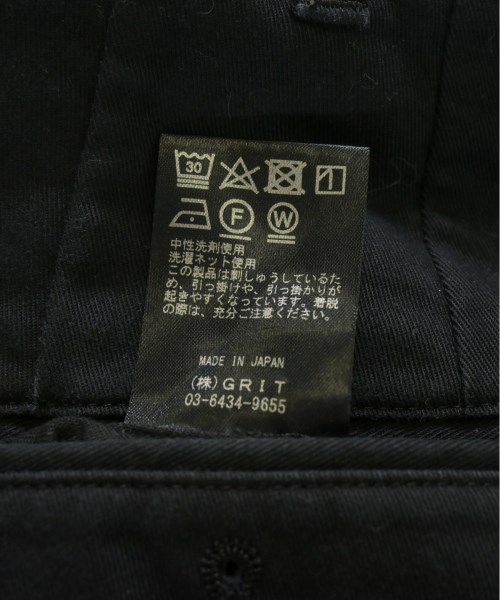 30
F W
中性洗剤使用
洗濯ネット使用
この製品は刺しゅうしているた
め、引っ掛けや、引っ掛かりが
起きやすくなっています。着脱
の際は、充分ご注意ください。
MADE IN JAPAN
(株)GRIT
03-6434-9655